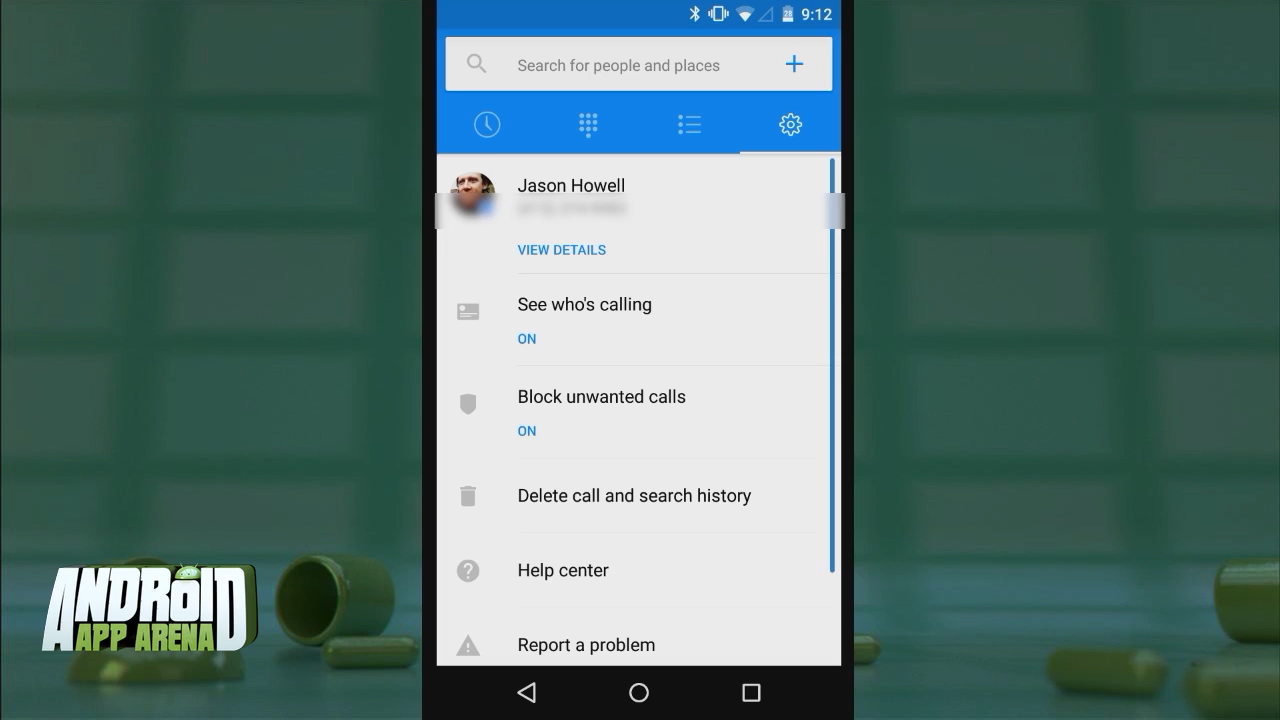 28 9:12
Search for people and places
Jason Howell
VIEW DETAILS
See who's calling
ON
Block unwanted calls
ON
Delete call and search history
Help center
Report a problem
ANDROID
APP ARENA